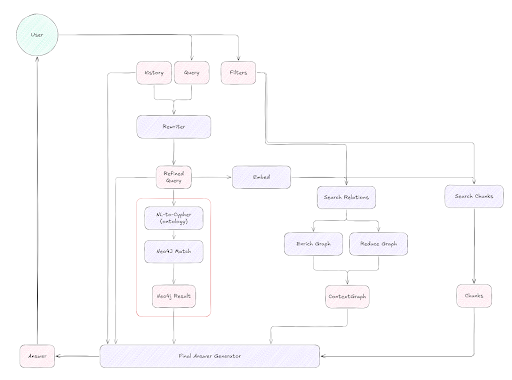 User
History
Query
Filters
Rewriter
Refined
Query
Embed
Search Relations
Search Chunks
NL-to-Cypher
(ontology)
Enrich Graph
Reduce Graph
Neo4J Match
Neo4j Result
ContentGraph
Chunks
Answer
Final Answer Generator